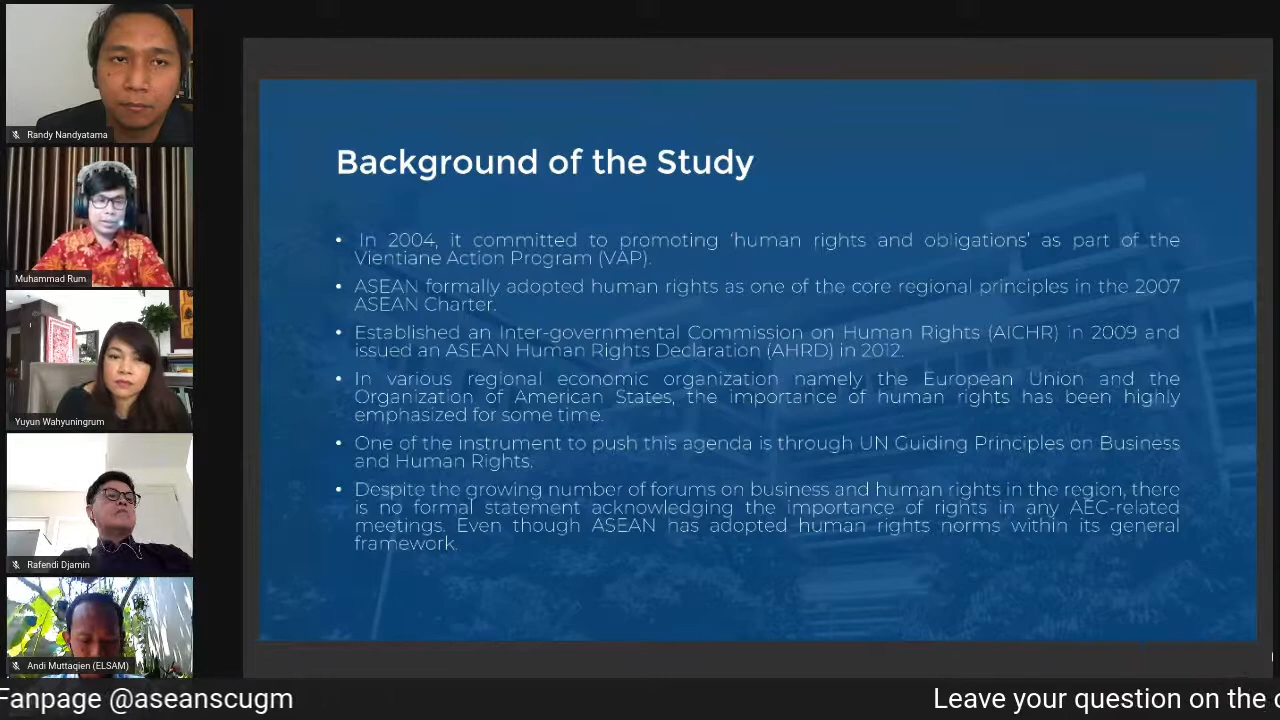 Randy Nandyatama
Muhammad Rum
Yuyun Wahyuningrum
Rafendi Djamin
Andi Muttaqien (ELSAM)
Background of the Study
• In 2004, it committed to promoting ‘human rights and obligations’ as part of the
Vientiane Action Program (VAP).
• ASEAN formally adopted human rights as one of the core regional principles in the 2007
ASEAN Charter.
• Established an Inter-governmental Commission on Human Rights (AICHR) in 2009 and
issued an ASEAN Human Rights Declaration (AHRD) in 2012.
• In various regional economic organization namely the European Union and the
Organization of American States, the importance of human rights has been highly
emphasized for some time.
• One of the instrument to push this agenda is through UN Guiding Principles on Business
and Human Rights.
• Despite the growing number of forums on business and human rights in the region, there
is no formal statement acknowledging the importance of rights in any AEC-related
meetings. Even though ASEAN has adopted human rights norms within its general
framework.
Fanpage @aseanscugm
Leave your question on the